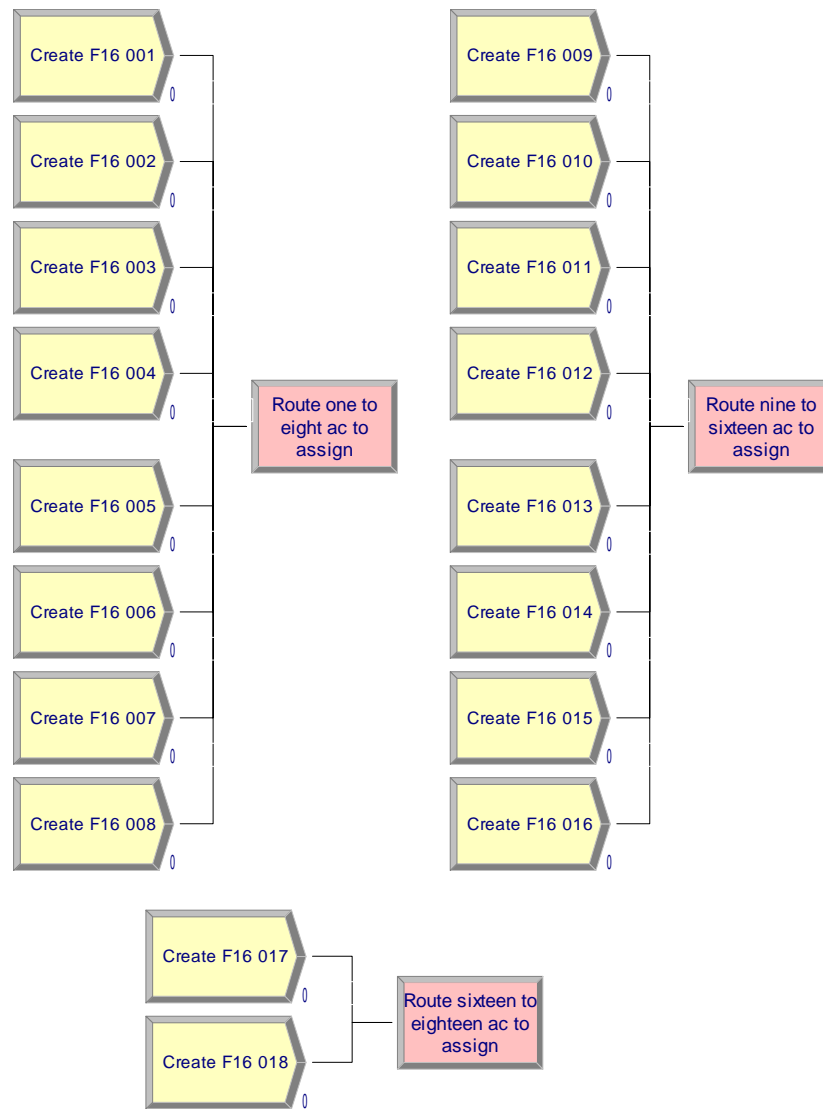 Create F16 001
0
Create F16 002
0
Create F16 003
0
Create F16 004
0
Route one to
eight ac to
assign
Create F16 005
0
Create F16 006
0
Create F16 007
0
Create F16 008
0
Create F16 009
0
Create F16 010
0
Create F16 011
0
Create F16 012
0
Route nine to
sixteen ac to
assign
Create F16 013
0
Create F16 014
0
Create F16 015
0
Create F16 016
0
Create F16 017
0
Create F16 018
0
Route sixteen to
eighteen ac to
assign